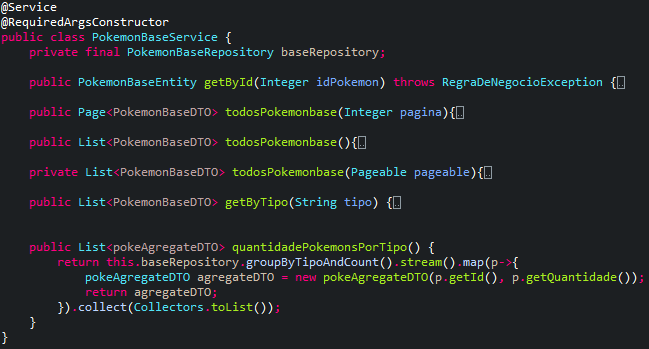 @Service
@RequiredArgsConstructor
public class PokemonBaseService {
    private final PokemonBaseRepository baseRepository;
    public PokemonBaseEntity getById(Integer idPokemon) throws RegraDeNegocioException {
    public Page<PokemonBaseDTO> todosPokemonbase(Integer pagina){
    public List<PokemonBaseDTO> todosPokemonbase(){
    private List<PokemonBaseDTO> todosPokemonbase(Pageable pageable){
    public List<PokemonBaseDTO> getByTipo(String tipo) {
    public List<pokeAgregateDTO> quantidadePokemonsPorTipo() {
        return this.baseRepository.groupByTipoAndCount().stream().map(p->{
            pokeAgregateDTO agregateDTO = new pokeAgregateDTO(p.getId(), p.getQuantidade());
            return agregateDTO;
        }).collect(Collectors.toList());
    }
}